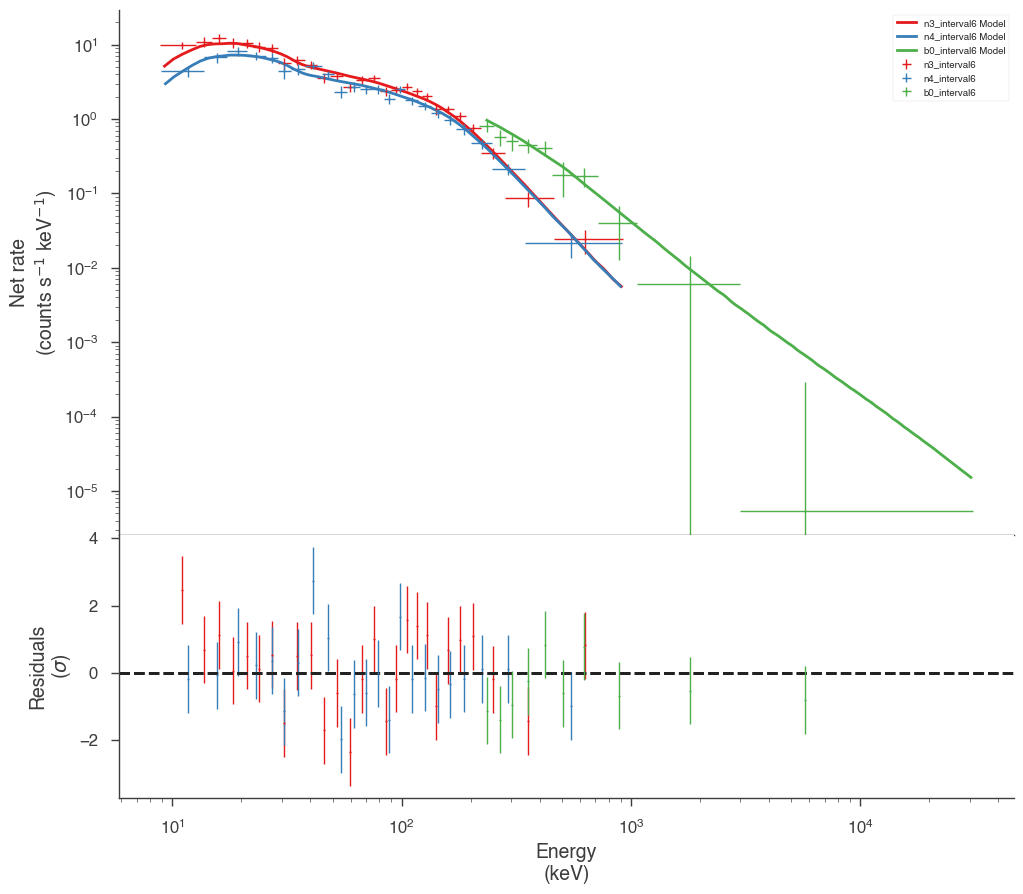 n3_interval6 Model
n4_interval6 Model
b0_interval6 Model
n3_interval6
n4_interval6
b0_interval6
Net rate
(counts s⁻¹ keV⁻¹)
10¹
10⁰
10⁻¹
10⁻²
10⁻³
10⁻⁴
10⁻⁵
Residuals
(σ)
4
2
0
−2
10¹ 10² 10³ 10⁴
Energy
(keV)